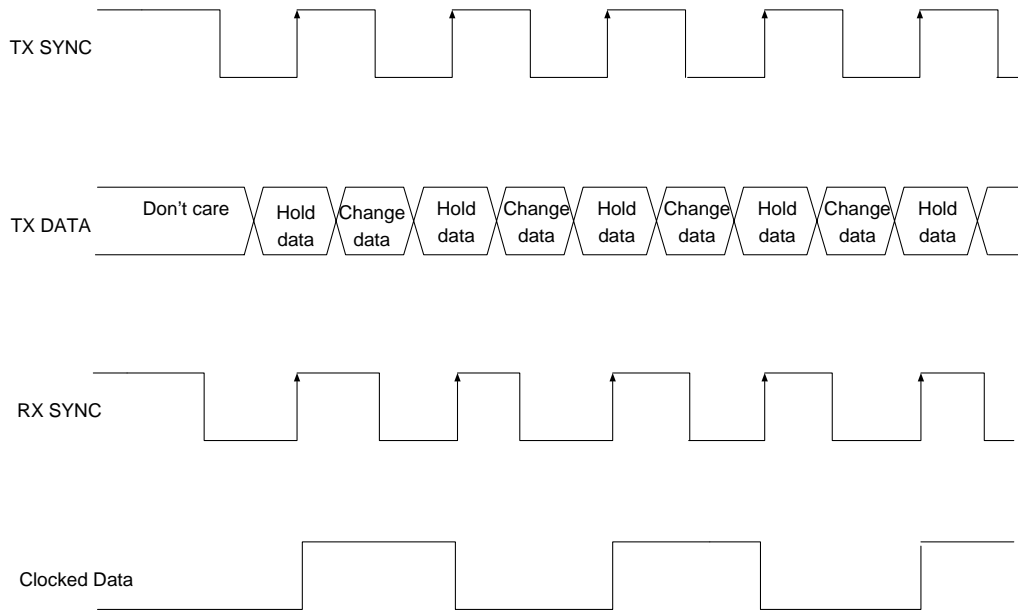 TX SYNC
TX DATA
Don't care
Hold
data
Change
data
Hold
data
Change
data
Hold
data
Change
data
Hold
data
Change
data
Hold
data
RX SYNC
Clocked Data